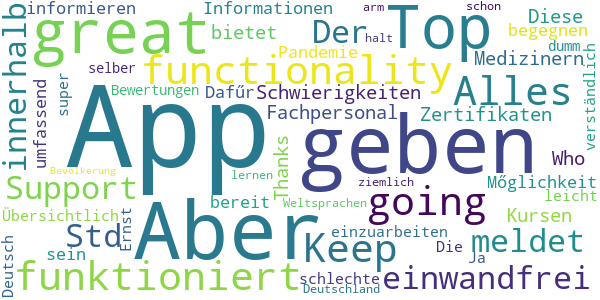 informieren
Informationen
arm
schon
great
bietet
Der
Top
Diese
begegnen
innerhalb
Pandemie
halt
dumm
selber
functionality
Medizinern
verständlich
umfassend
super
Bewertungen
Dafür
Schwierigkeiten
Alles
App
geben
Fachpersonal
Zertifikaten
Thanks
Who
Bevölkerung
lernen
ziemlich
Möglichkeit
Support
going
leicht
Übersichtlich
Aber
bereit
Weltsprachen
Kursen
Std
Ernst
Keep
einzuarbeiten
meldet
Deutsch
sein
Die
Ja
funktioniert
schlechte
einwandfrei
Deutschland